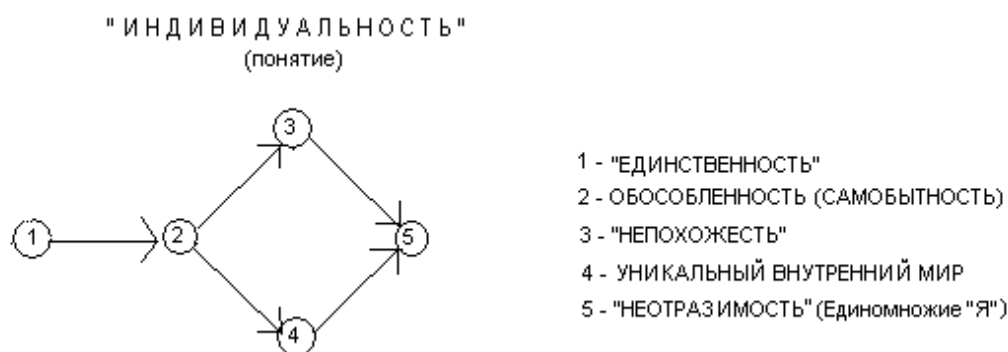 "ИНДИВИДУАЛЬНОСТЬ"
(понятие)
3
1
2
5
4
1 - "ЕДИНСТВЕННОСТЬ"
2 - ОБОСОБЛЕННОСТЬ (САМОБЫТНОСТЬ)
3 - "НЕПОХОЖЕСТЬ"
4 - УНИКАЛЬНЫЙ ВНУТРЕННИЙ МИР
5 - "НЕОТРАЗИМОСТЬ" (Единомножие "Я")